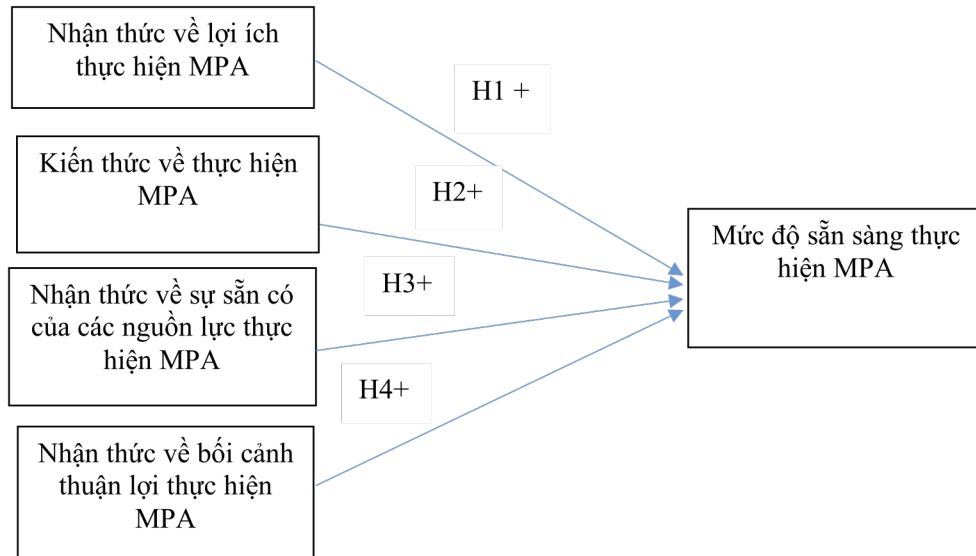 Nhận thức về lợi ích
thực hiện MPA
H1 +
Kiến thức về thực hiện
MPA
H2+
Mức độ sẵn sàng thực
hiện MPA
Nhận thức về sự sẵn có
của các nguồn lực thực
hiện MPA
H3+
H4+
Nhận thức về bối cảnh
thuận lợi thực hiện
MPA